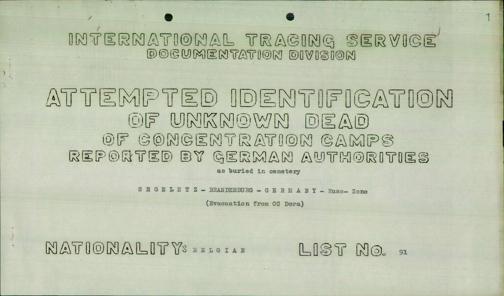 1
INTERNATIONAL TRACING SERVICE
DOCUMENTATION DIVISION
ATTEMPTED IDENTIFICATION
OF UNKNOWN DEAD
OF CONCENTRATION CAMPS
REPORTED BY GERMAN AUTHORITIES
as buried in cemetery
SEGELETZ - BRANDENBURG - GERMANY - Russ- Zone
(Evacuation from CC Dora)
NATIONALITY: BELGIAN LIST No. 91